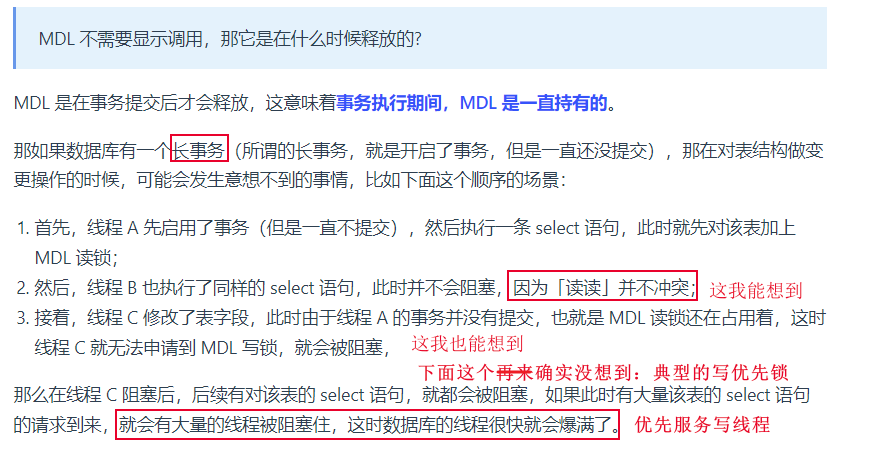 MDL 不需要显示调用，那它是在什么时候释放的?
MDL 是在事务提交后才会释放，这意味着事务执行期间，MDL 是一直持有的。
那如果数据库有一个长事务（所谓的长事务，就是开启了事务，但是一直还没提交），那在对表结构做变
更操作的时候，可能会发生意想不到的事情，比如下面这个顺序的场景：
1. 首先，线程 A 先启用了事务（但是一直不提交），然后执行一条 select 语句，此时就先对该表加上
MDL 读锁；
2. 然后，线程 B 也执行了同样的 select 语句，此时并不会阻塞，因为「读读」并不冲突； 这我能想到
3. 接着，线程 C 修改了表字段，此时由于线程 A 的事务并没有提交，也就是 MDL 读锁还在占用着，这时
线程 C 就无法申请到 MDL 写锁，就会被阻塞， 这我也能想到
下面这个再来确实没想到：典型的写优先锁
那么在线程 C 阻塞后，后续有对该表的 select 语句，就都会被阻塞，如果此时有大量该表的 select 语句
的请求到来，就会有大量的线程被阻塞住，这时数据库的线程很快就会爆满了。 优先服务写线程